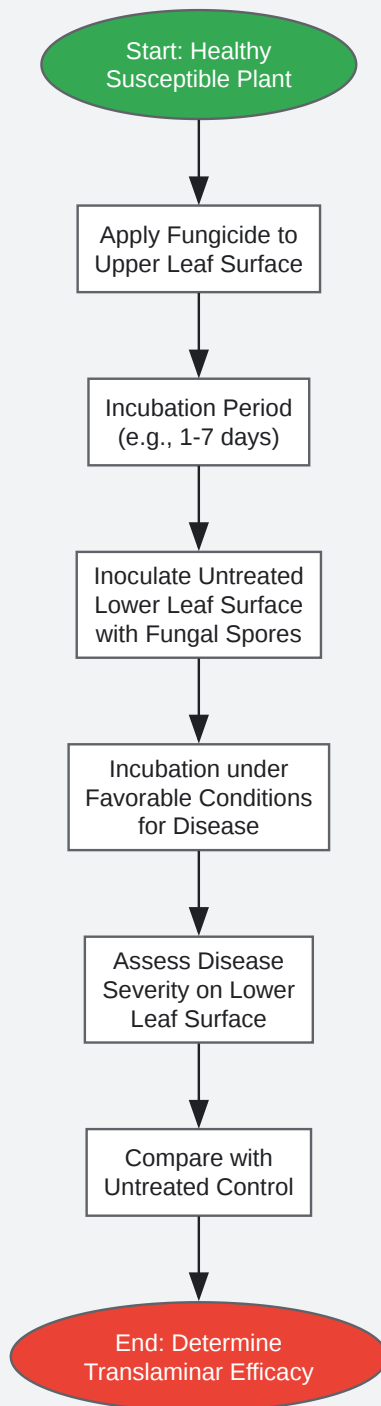 Start: Healthy
Susceptible Plant
Apply Fungicide to
Upper Leaf Surface
Incubation Period
(e.g., 1-7 days)
Inoculate Untreated
Lower Leaf Surface
with Fungal Spores
Incubation under
Favorable Conditions
for Disease
Assess Disease
Severity on Lower
Leaf Surface
Compare with
Untreated Control
End: Determine
Translaminar Efficacy